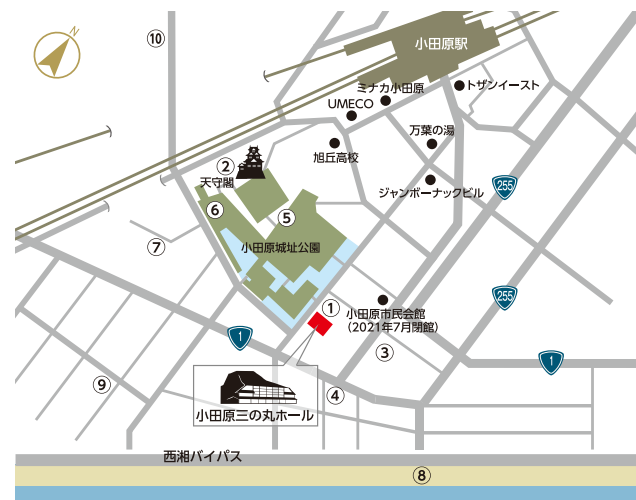 ⑩
小田原駅
ミナカ小田原
トザンイースト
UMECO
万葉の湯
旭丘高校
②
天守閣
ジャンボーナックビル
255
⑥
⑤
小田原城址公園
⑦
255
①
小田原市民会館
(2021年7月閉館)
1
③
1
⑨
④
小田原三の丸ホール
西湘バイパス
⑧